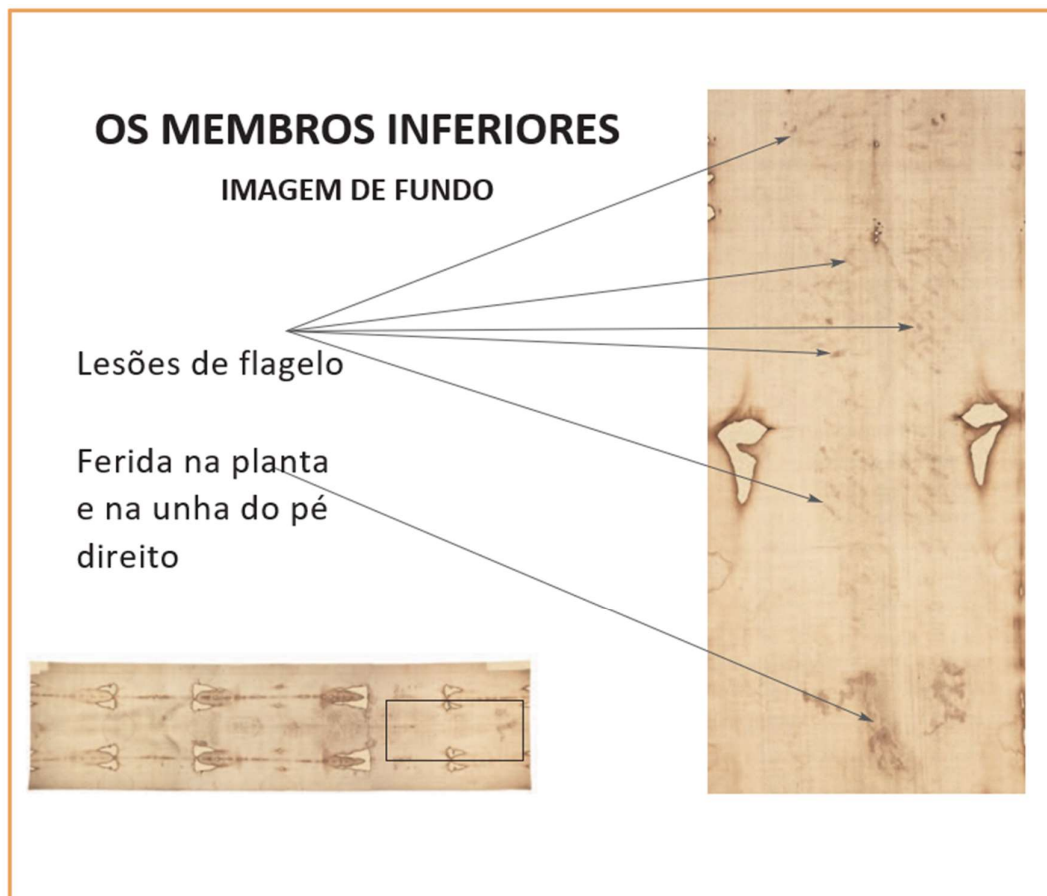 OS MEMBROS INFERIORES
IMAGEM DE FUNDO
Lesões de flagelo
Ferida na planta
e na unha do pé
direito